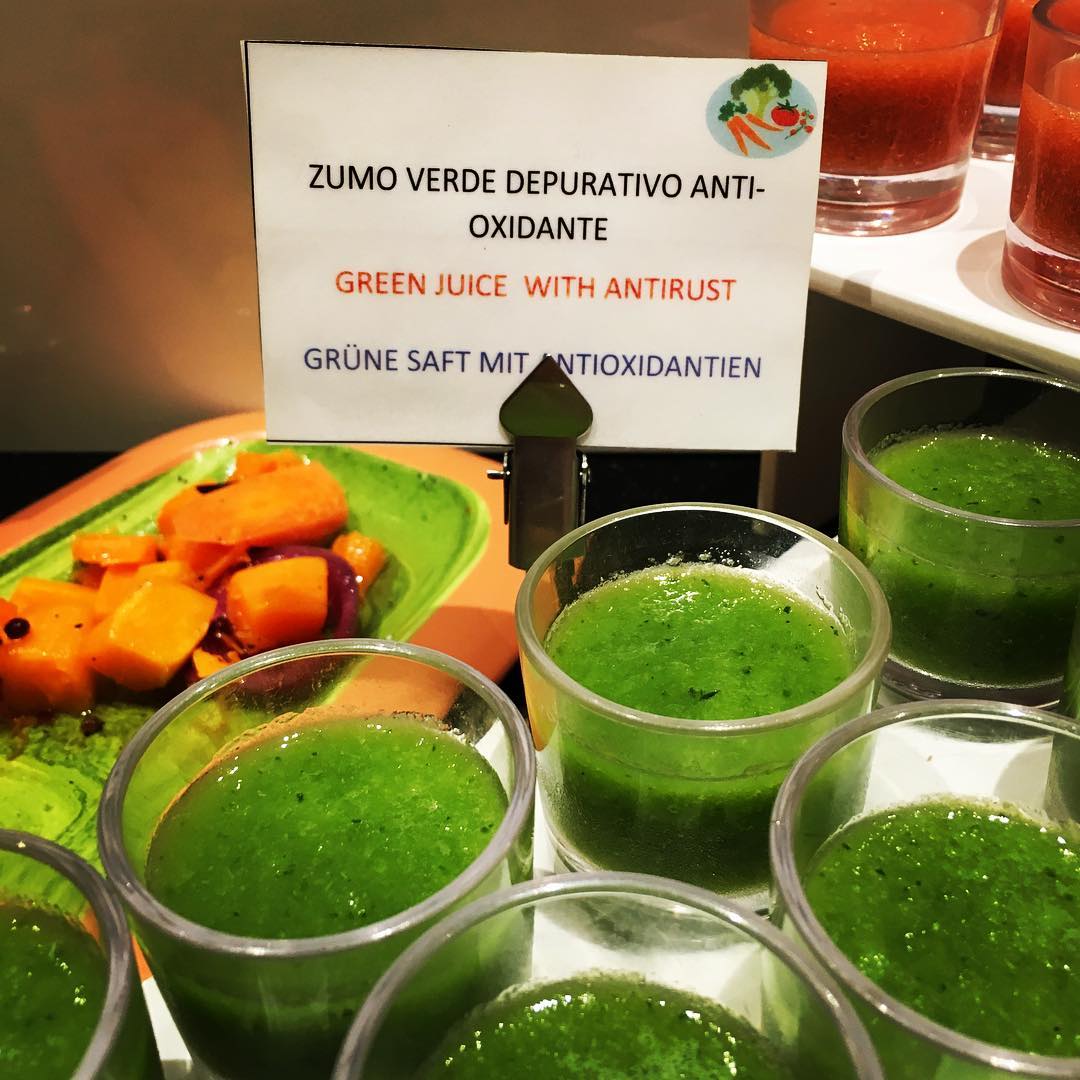 ZUMO VERDE DEPURATIVO ANTI-
OXIDANTE
GREEN JUICE WITH ANTIRUST
GRÜNE SAFT MIT ANTIOXIDANTIEN